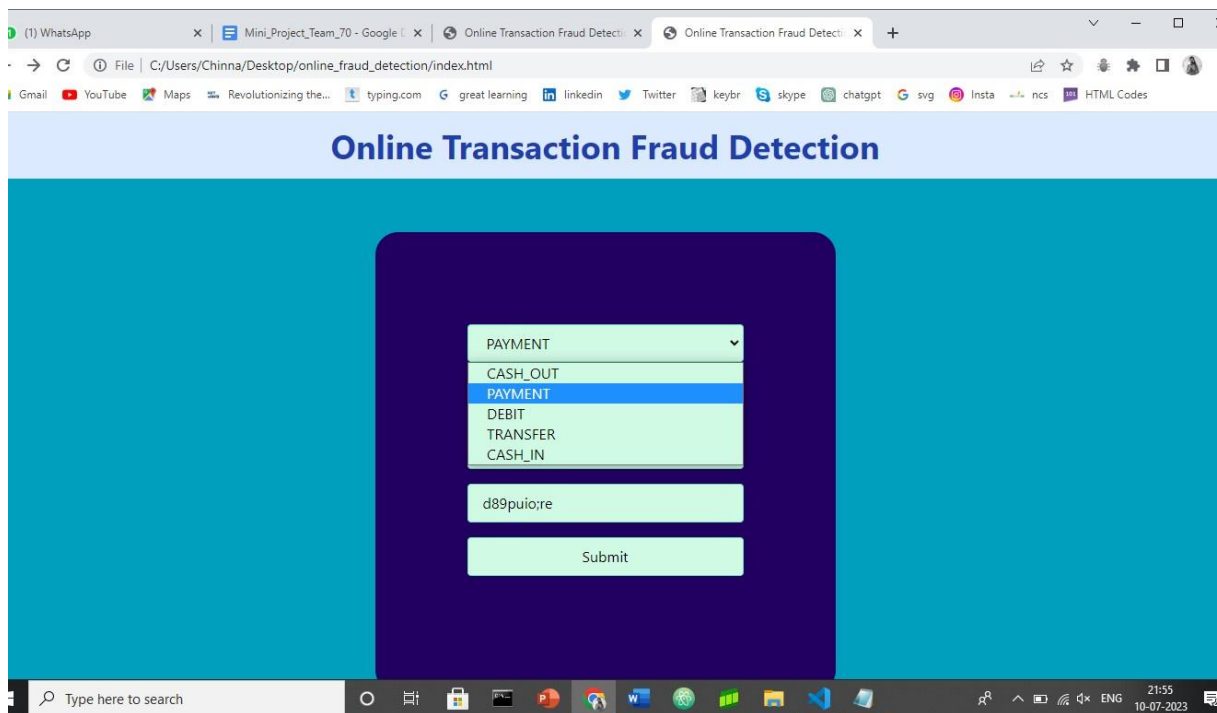 (1) WhatsApp
Mini_Project_Team_70 - Google
Online Transaction Fraud Detecti
Online Transaction Fraud Detecti
File C:/Users/Chinna/Desktop/online_fraud_detection/index.html
Gmail YouTube Maps Revolutionizing the... typing.com great learning linkedin Twitter keybr skype chatgpt svg Insta ncs HTML Codes
Online Transaction Fraud Detection
PAYMENT
CASH_OUT
PAYMENT
DEBIT
TRANSFER
CASH_IN
d89puio;re
Submit
Type here to search
ENG
21:55
10-07-2023